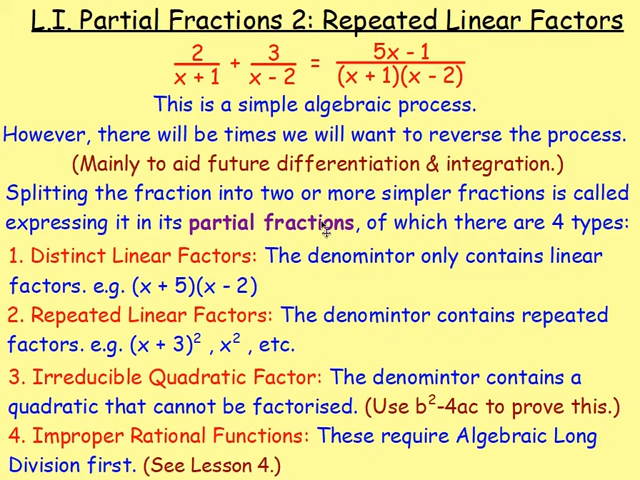 L.I. Partial Fractions 2: Repeated Linear Factors
2/(x + 1) + 3/(x - 2) = (5x - 1)/((x + 1)(x - 2))
This is a simple algebraic process.
However, there will be times we will want to reverse the process.
(Mainly to aid future differentiation & integration.)
Splitting the fraction into two or more simpler fractions is called
expressing it in its partial fractions, of which there are 4 types:
1. Distinct Linear Factors: The denomintor only contains linear
factors. e.g. (x + 5)(x - 2)
2. Repeated Linear Factors: The denomintor contains repeated
factors. e.g. (x + 3)² , x² , etc.
3. Irreducible Quadratic Factor: The denomintor contains a
quadratic that cannot be factorised. (Use b²-4ac to prove this.)
4. Improper Rational Functions: These require Algebraic Long
Division first. (See Lesson 4.)